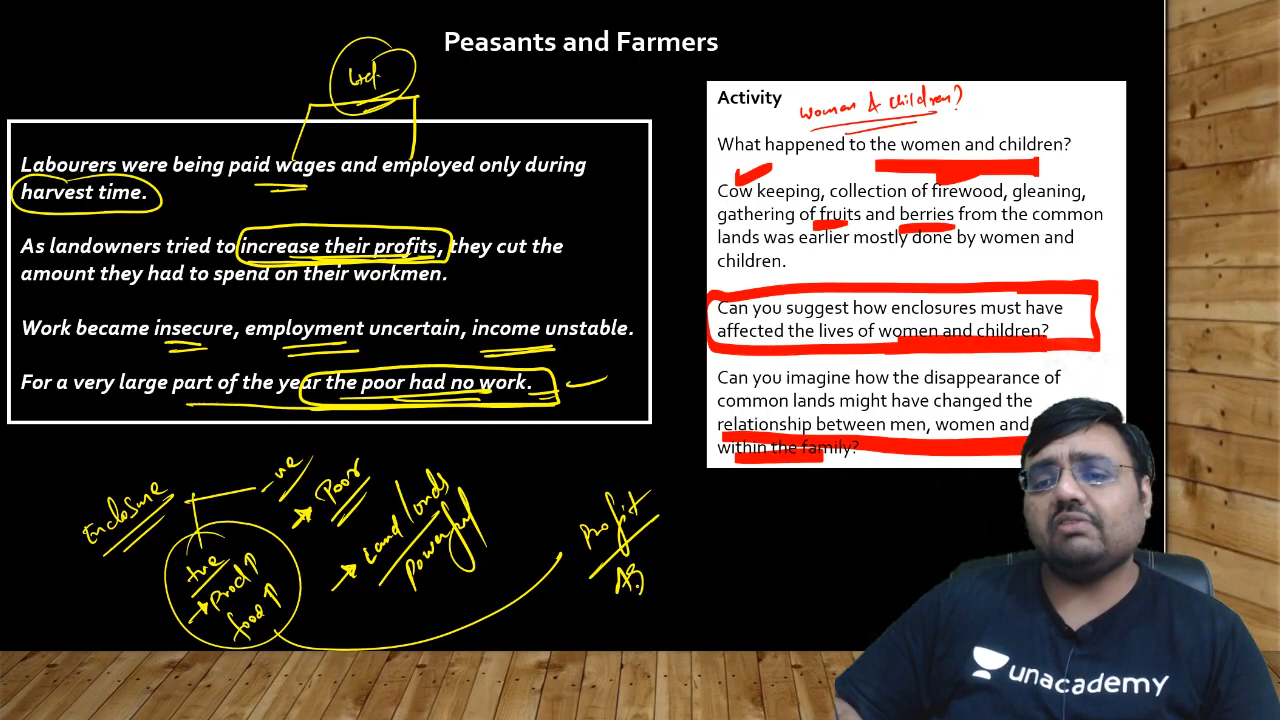 Peasants and Farmers
Labourers were being paid wages and employed only during
harvest time.
As landowners tried to increase their profits, they cut the
amount they had to spend on their workmen.
Work became insecure, employment uncertain, income unstable.
For a very large part of the year the poor had no work.
Enclosure
-ve
+ve
→ Prod↑
food↑
→ Poor
→ Land lords
Powerful
Profit
Activity
Women & children?
What happened to the women and children?
Cow keeping, collection of firewood, gleaning,
gathering of fruits and berries from the common
lands was earlier mostly done by women and
children.
Can you suggest how enclosures must have
affected the lives of women and children?
Can you imagine how the disappearance of
common lands might have changed the
relationship between men, women and
within the family?
unacademy